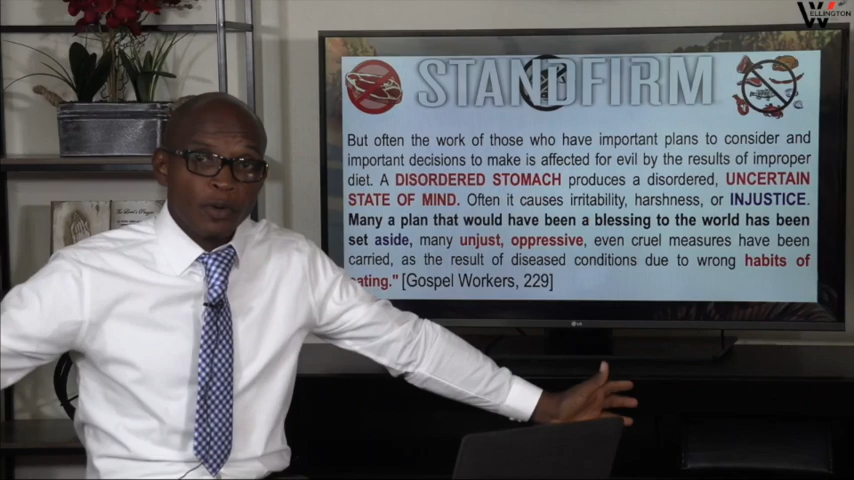 WELLINGTON
STANDFIRM
But often the work of those who have important plans to consider and
important decisions to make is affected for evil by the results of improper
diet. A DISORDERED STOMACH produces a disordered, UNCERTAIN
STATE OF MIND. Often it causes irritability, harshness, or INJUSTICE.
Many a plan that would have been a blessing to the world has been
set aside, many unjust, oppressive, even cruel measures have been
carried, as the result of diseased conditions due to wrong habits of
eating." [Gospel Workers, 229]
LG